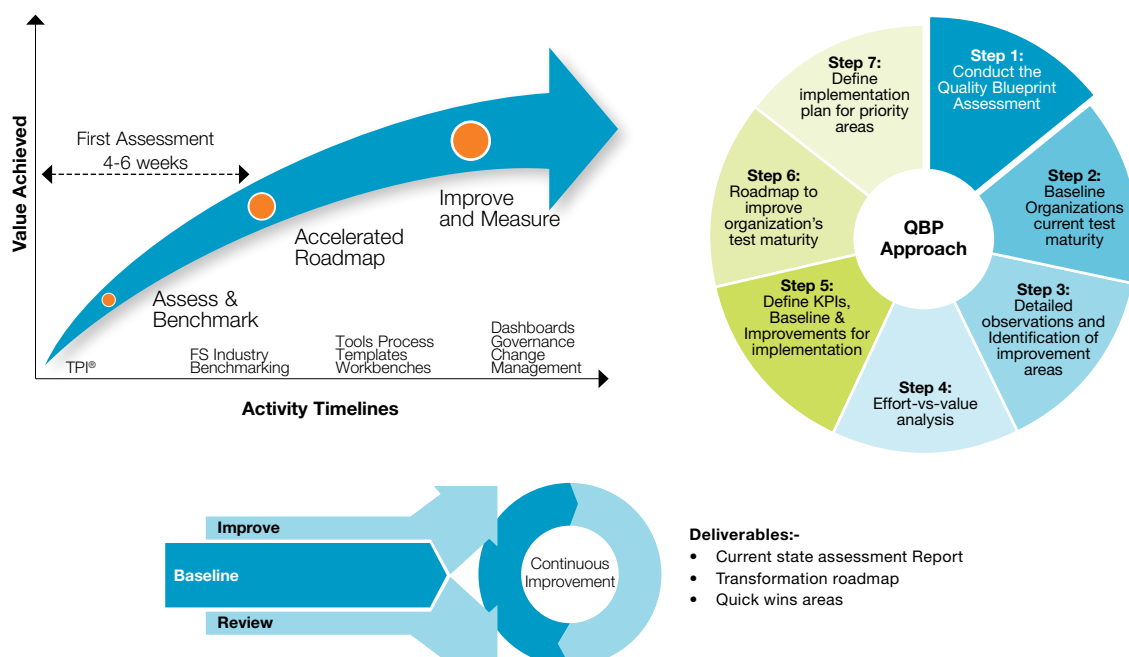 Value Achieved
First Assessment
4-6 weeks
Improve
and Measure
Accelerated
Roadmap
Assess &
Benchmark
TPI®
FS Industry
Benchmarking
Tools Process
Templates
Workbenches
Dashboards
Governance
Change
Management
Activity Timelines
QBP
Approach
Step 1:
Conduct the
Quality Blueprint
Assessment
Step 2:
Baseline
Organizations
current test
maturity
Step 3:
Detailed
observations and
Identification of
improvement
areas
Step 4:
Effort-vs-value
analysis
Step 5:
Define KPIs,
Baseline &
Improvements for
implementation
Step 6:
Roadmap to
improve
organization's
test maturity
Step 7:
Define
implementation
plan for priority
areas
Improve
Baseline
Review
Continuous
Improvement
Deliverables:-
• Current state assessment Report
• Transformation roadmap
• Quick wins areas